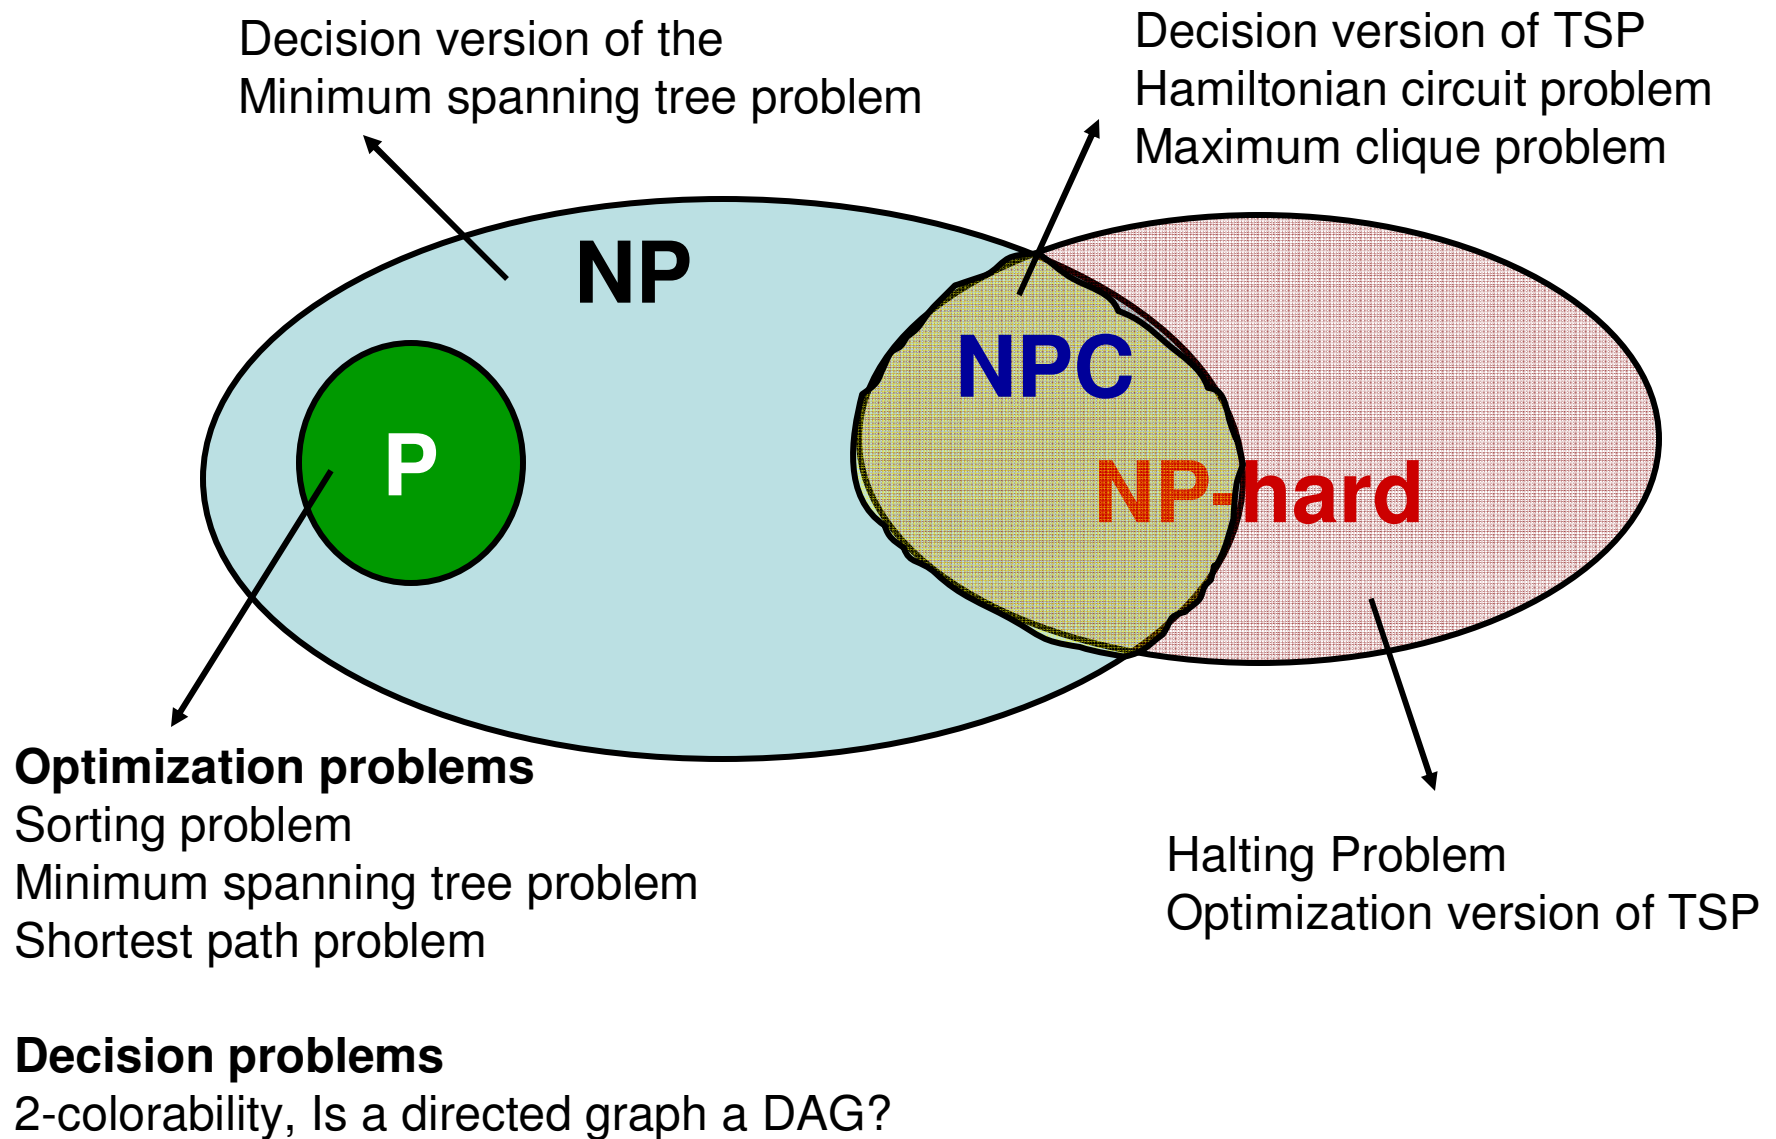 Decision version of the
Minimum spanning tree problem
Decision version of TSP
Hamiltonian circuit problem
Maximum clique problem
NP
NPC
P
NP-hard
Optimization problems
Sorting problem
Minimum spanning tree problem
Shortest path problem
Halting Problem
Optimization version of TSP
Decision problems
2-colorability, Is a directed graph a DAG?